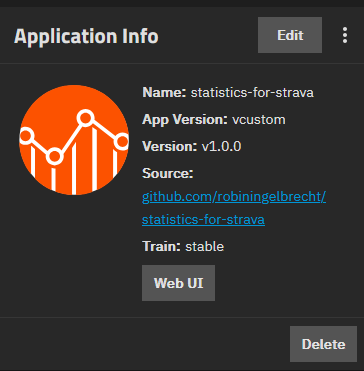 Application Info
Edit
Name: statistics-for-strava
App Version: vcustom
Version: v1.0.0
Source:
github.com/robiningelbrecht/
statistics-for-strava
Train: stable
Web UI
Delete